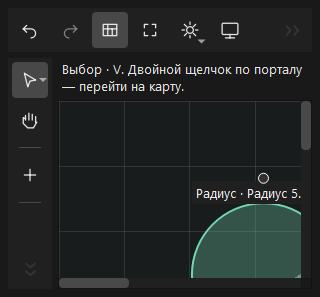 Выбор · V. Двойной щелчок по порталу
— перейти на карту.
Радиус · Радиус 5.